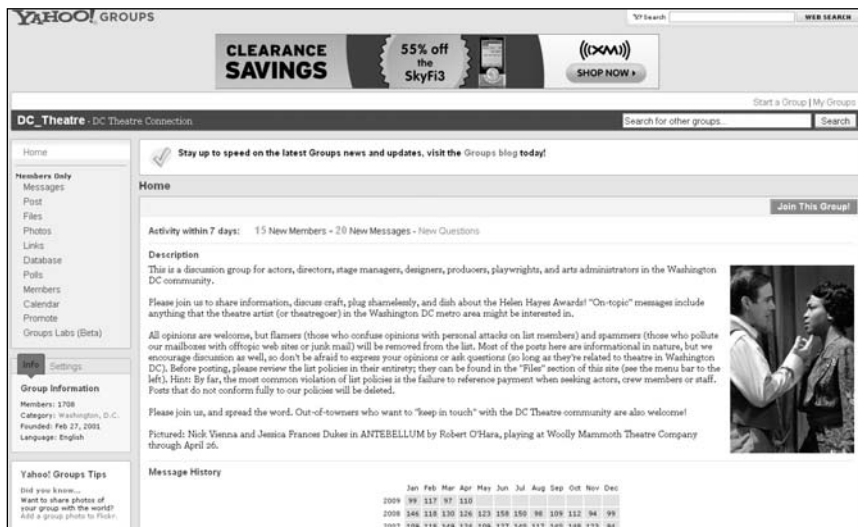 YAHOO! GROUPS
Y! Search
WEB SEARCH
CLEARANCE
SAVINGS
55% off
the
SkyFi3
((XM))
SHOP NOW
Start a Group | My Groups
DC_Theatre - DC Theatre Connection
Search for other groups...
Search
Home
Members Only
Messages
Post
Files
Photos
Links
Database
Polls
Members
Calendar
Promote
Groups Labs (Beta)
Info
Settings
Group Information
Members: 1708
Category: Washington, D.C.
Founded: Feb 27, 2001
Language: English
Yahoo! Groups Tips
Did you know...
Want to share photos of
your group with the world?
Add a group photo to Flickr.
Stay up to speed on the latest Groups news and updates, visit the Groups blog today!
Home
Join This Group!
Activity within 7 days: 15 New Members - 20 New Messages - New Questions
Description
This is a discussion group for actors, directors, stage managers, designers, producers, playwrights, and arts administrators in the Washington
DC community.
Please join us to share information, discuss craft, plug shamelessly, and dish about the Helen Hayes Awards! "On-topic" messages include
anything that the theatre artist (or theatregoer) in the Washington DC metro area might be interested in.
All opinions are welcome, but flamers (those who confuse opinions with personal attacks on list members) and spammers (those who pollute
our mailboxes with offtopic web sites or junk mail) will be removed from the list. Most of the posts here are informational in nature, but we
encourage discussion as well, so don't be afraid to express your opinions or ask questions (so long as they're related to theatre in Washington
DC). Before posting, please review the list policies in their entirety; they can be found in the "Files" section of this site (see the menu bar to the
left). Hint: By far, the most common violation of list policies is the failure to reference payment when seeking actors, crew members or staff.
Posts that do not conform fully to our policies will be deleted.
Please join us, and spread the word. Out-of-towners who want to "keep in touch" with the DC Theatre community are also welcome!
Pictured: Nick Vienna and Jessica Frances Dukes in ANTEBELLUM by Robert O'Hara, playing at Woolly Mammoth Theatre Company
through April 26.
Message History
Jan Feb Mar Apr May Jun Jul Aug Sep Oct Nov Dec
2009 99 117 97 110
2008 146 118 130 126 123 158 150 98 109 112 94 99